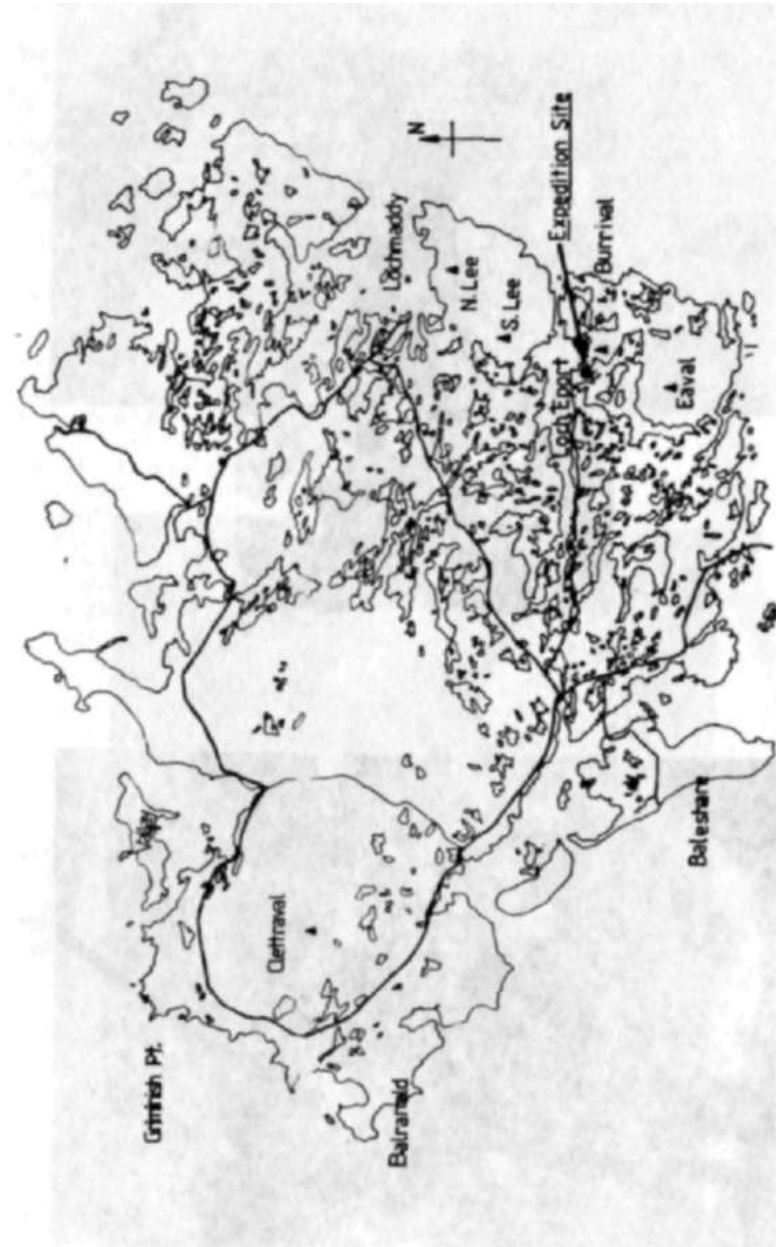 Griminish Pt.
Vallay
Clettraval
Balranald
Baleshare
Lochmaddy
N
N. Lee
S. Lee
Expedition Site
Loch Eport
Burrival
Eaval